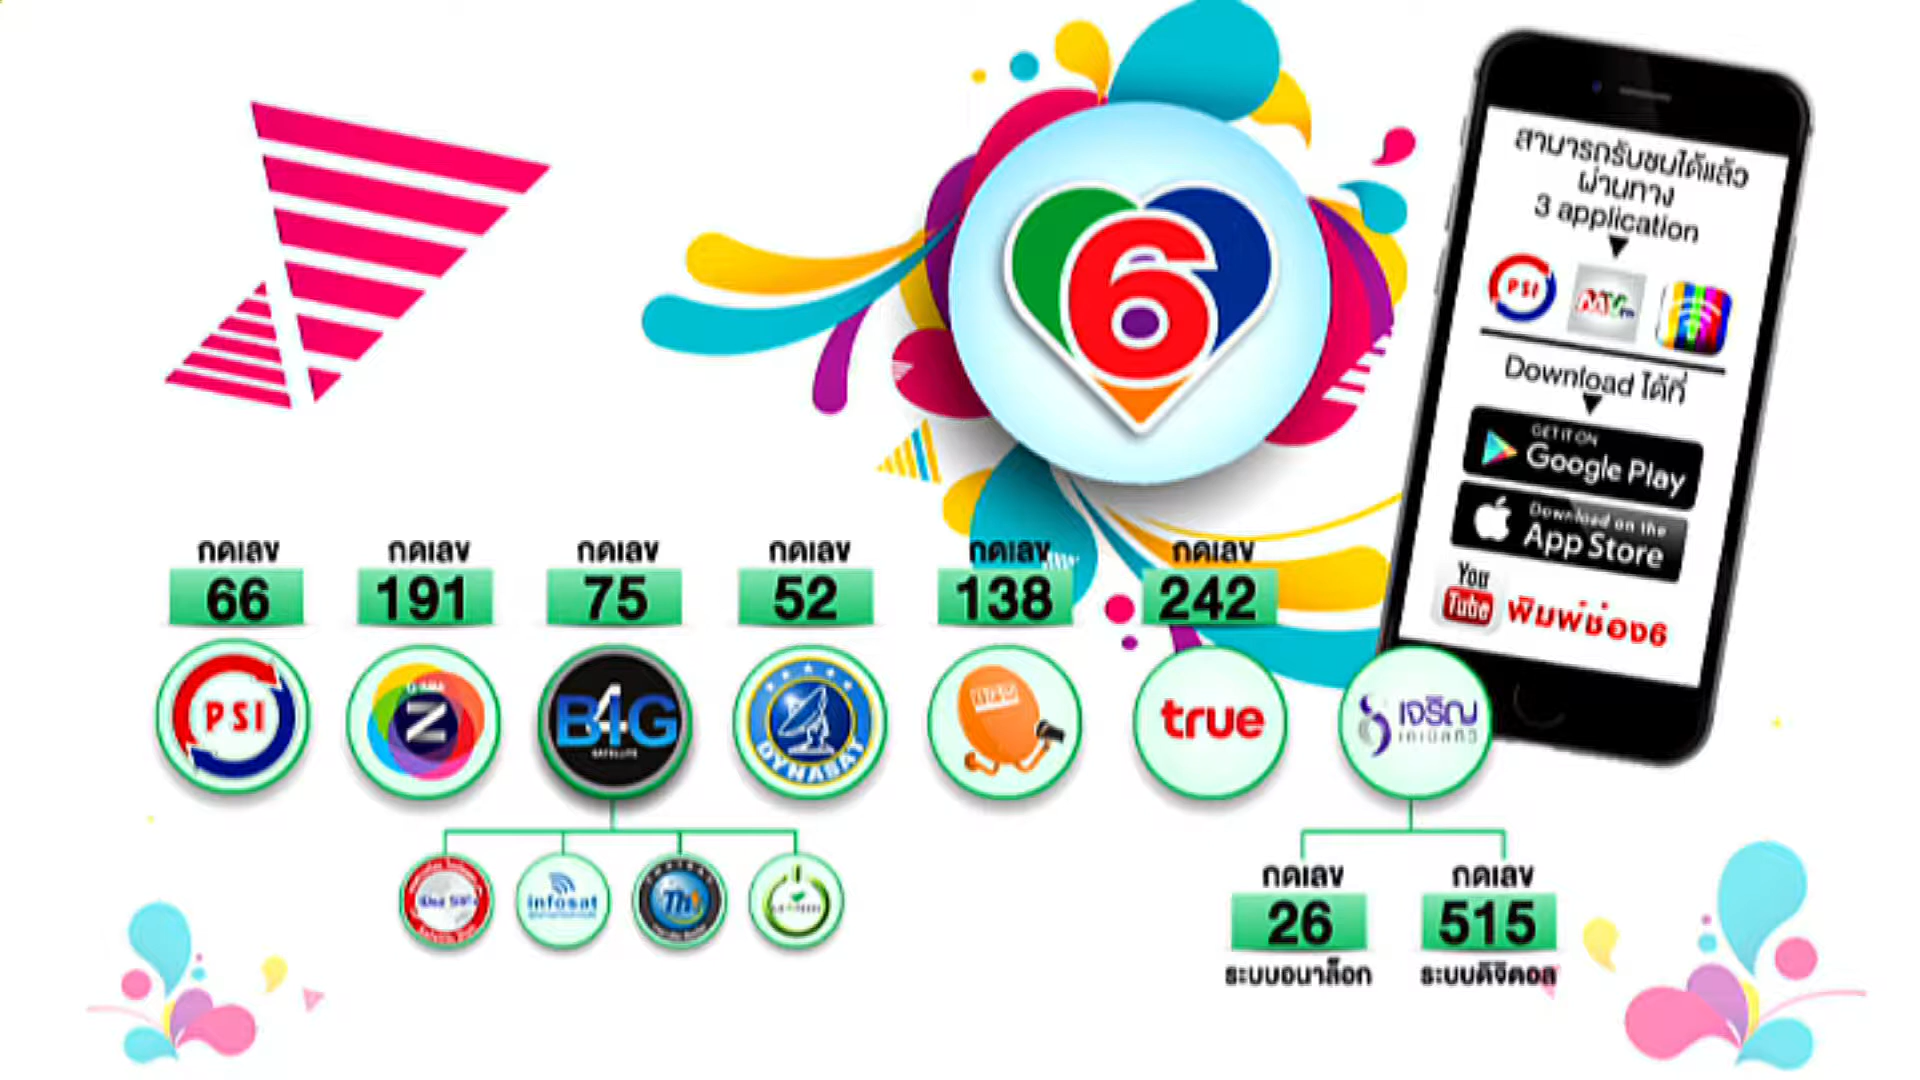 6
สามารถรับชมได้แล้ว
ผ่านทาง
3 application
PSI
Download ได้ที่
GET IT ON
Google Play
Download on the
App Store
You
Tube พิมพ์ช่อง6
กดเลข กดเลข กดเลข กดเลข กดเลข กดเลข
66 191 75 52 138 242
PSI Z B4G SATELLITE DYNASAT BIG true เจริญ
infosat
กดเลข กดเลข
26 515
ระบบอนาล็อก ระบบดิจิตอล